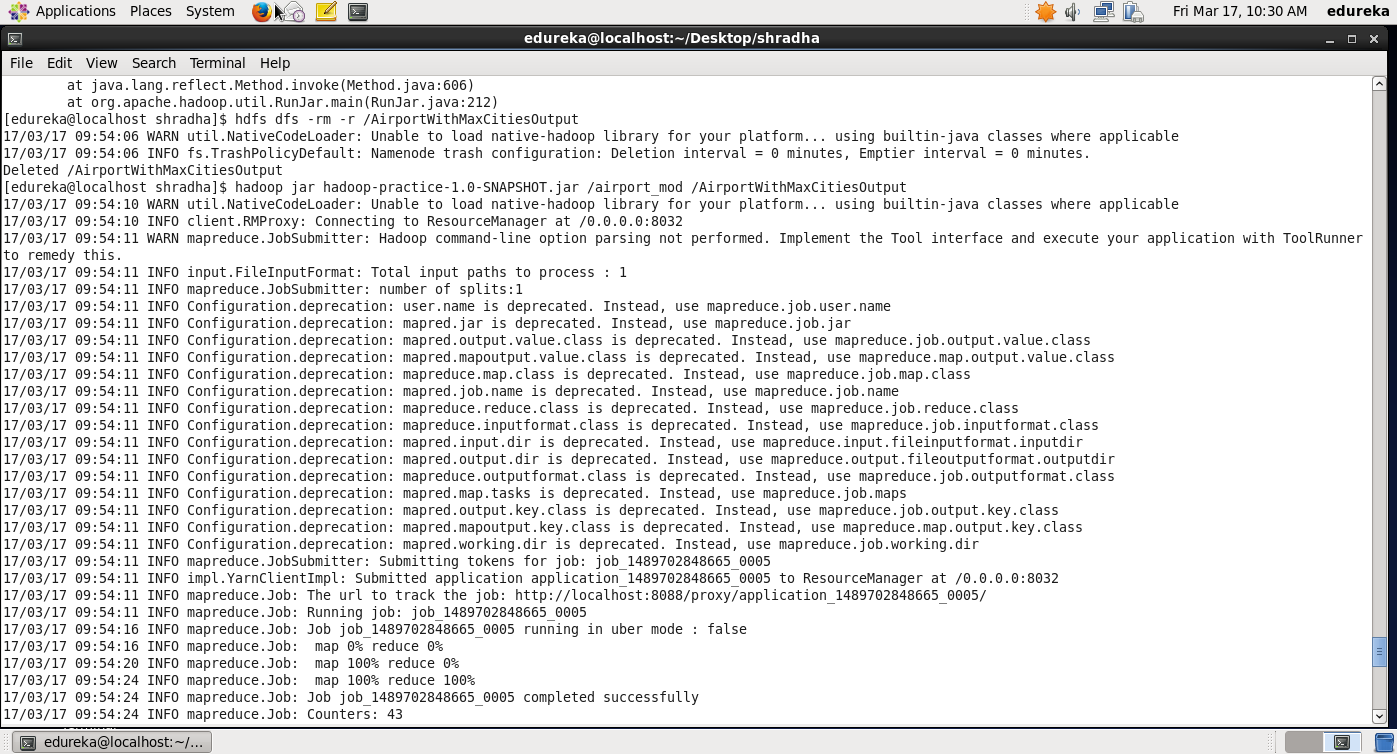 Applications Places System Fri Mar 17, 10:30 AM edureka
edureka@localhost:~/Desktop/shradha
File Edit View Search Terminal Help
        at java.lang.reflect.Method.invoke(Method.java:606)
        at org.apache.hadoop.util.RunJar.main(RunJar.java:212)
[edureka@localhost shradha]$ hdfs dfs -rm -r /AirportWithMaxCitiesOutput
17/03/17 09:54:06 WARN util.NativeCodeLoader: Unable to load native-hadoop library for your platform... using builtin-java classes where applicable
17/03/17 09:54:06 INFO fs.TrashPolicyDefault: Namenode trash configuration: Deletion interval = 0 minutes, Emptier interval = 0 minutes.
Deleted /AirportWithMaxCitiesOutput
[edureka@localhost shradha]$ hadoop jar hadoop-practice-1.0-SNAPSHOT.jar /airport_mod /AirportWithMaxCitiesOutput
17/03/17 09:54:10 WARN util.NativeCodeLoader: Unable to load native-hadoop library for your platform... using builtin-java classes where applicable
17/03/17 09:54:10 INFO client.RMProxy: Connecting to ResourceManager at /0.0.0.0:8032
17/03/17 09:54:11 WARN mapreduce.JobSubmitter: Hadoop command-line option parsing not performed. Implement the Tool interface and execute your application with ToolRunner
to remedy this.
17/03/17 09:54:11 INFO input.FileInputFormat: Total input paths to process : 1
17/03/17 09:54:11 INFO mapreduce.JobSubmitter: number of splits:1
17/03/17 09:54:11 INFO Configuration.deprecation: user.name is deprecated. Instead, use mapreduce.job.user.name
17/03/17 09:54:11 INFO Configuration.deprecation: mapred.jar is deprecated. Instead, use mapreduce.job.jar
17/03/17 09:54:11 INFO Configuration.deprecation: mapred.output.value.class is deprecated. Instead, use mapreduce.job.output.value.class
17/03/17 09:54:11 INFO Configuration.deprecation: mapred.mapoutput.value.class is deprecated. Instead, use mapreduce.map.output.value.class
17/03/17 09:54:11 INFO Configuration.deprecation: mapreduce.map.class is deprecated. Instead, use mapreduce.job.map.class
17/03/17 09:54:11 INFO Configuration.deprecation: mapred.job.name is deprecated. Instead, use mapreduce.job.name
17/03/17 09:54:11 INFO Configuration.deprecation: mapreduce.reduce.class is deprecated. Instead, use mapreduce.job.reduce.class
17/03/17 09:54:11 INFO Configuration.deprecation: mapreduce.inputformat.class is deprecated. Instead, use mapreduce.job.inputformat.class
17/03/17 09:54:11 INFO Configuration.deprecation: mapred.input.dir is deprecated. Instead, use mapreduce.input.fileinputformat.inputdir
17/03/17 09:54:11 INFO Configuration.deprecation: mapred.output.dir is deprecated. Instead, use mapreduce.output.fileoutputformat.outputdir
17/03/17 09:54:11 INFO Configuration.deprecation: mapreduce.outputformat.class is deprecated. Instead, use mapreduce.job.outputformat.class
17/03/17 09:54:11 INFO Configuration.deprecation: mapred.map.tasks is deprecated. Instead, use mapreduce.job.maps
17/03/17 09:54:11 INFO Configuration.deprecation: mapred.output.key.class is deprecated. Instead, use mapreduce.job.output.key.class
17/03/17 09:54:11 INFO Configuration.deprecation: mapred.mapoutput.key.class is deprecated. Instead, use mapreduce.map.output.key.class
17/03/17 09:54:11 INFO Configuration.deprecation: mapred.working.dir is deprecated. Instead, use mapreduce.job.working.dir
17/03/17 09:54:11 INFO mapreduce.JobSubmitter: Submitting tokens for job: job_1489702848665_0005
17/03/17 09:54:11 INFO impl.YarnClientImpl: Submitted application application_1489702848665_0005 to ResourceManager at /0.0.0.0:8032
17/03/17 09:54:11 INFO mapreduce.Job: The url to track the job: http://localhost:8088/proxy/application_1489702848665_0005/
17/03/17 09:54:11 INFO mapreduce.Job: Running job: job_1489702848665_0005
17/03/17 09:54:16 INFO mapreduce.Job: Job job_1489702848665_0005 running in uber mode : false
17/03/17 09:54:16 INFO mapreduce.Job:  map 0% reduce 0%
17/03/17 09:54:20 INFO mapreduce.Job:  map 100% reduce 0%
17/03/17 09:54:24 INFO mapreduce.Job:  map 100% reduce 100%
17/03/17 09:54:24 INFO mapreduce.Job: Job job_1489702848665_0005 completed successfully
17/03/17 09:54:24 INFO mapreduce.Job: Counters: 43
edureka@localhost:~/...